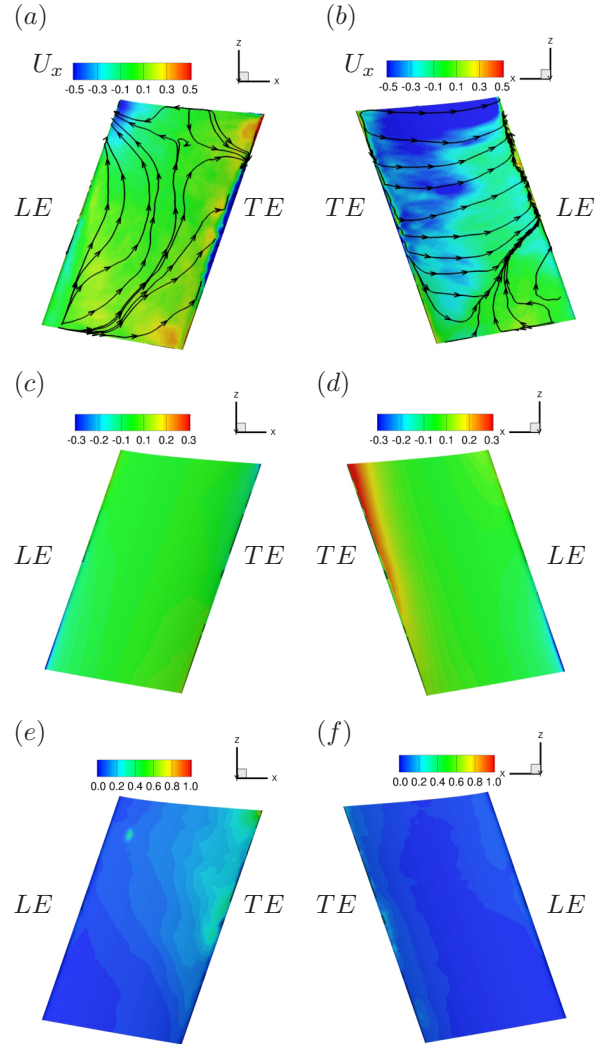 (a) (b)
U_x U_x
Z Z
X X
-0.5 -0.3 -0.1 0.1 0.3 0.5 -0.5 -0.3 -0.1 0.1 0.3 0.5
LE TE TE LE
(c) (d)
Z Z
X X
-0.3 -0.2 -0.1 0.1 0.2 0.3 -0.3 -0.2 -0.1 0.1 0.2 0.3
LE TE TE LE
(e) (f)
Z Z
X X
0.0 0.2 0.4 0.6 0.8 1.0 0.0 0.2 0.4 0.6 0.8 1.0
LE TE TE LE